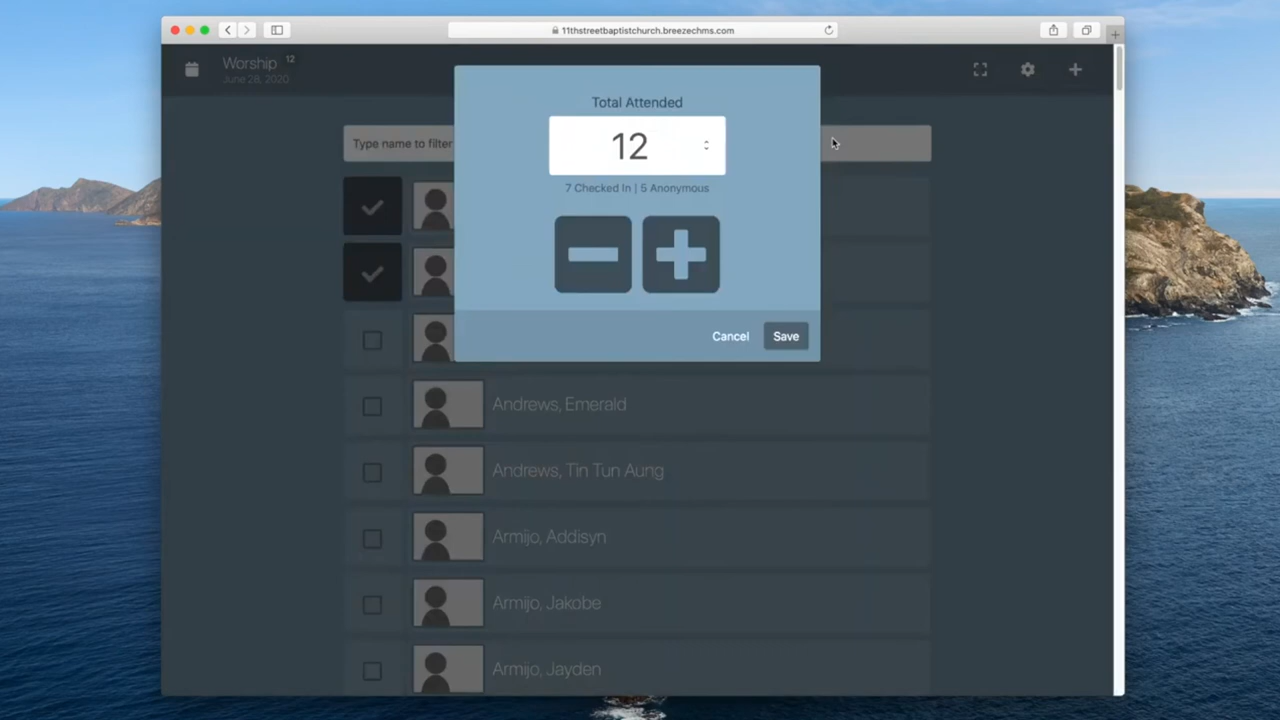 11thstreetbaptistchurch.breezechms.com
Worship 12
June 28, 2020
Total Attended
12
7 Checked In | 5 Anonymous
Cancel
Save
Type name to filter
Andrews, Emerald
Andrews, Tin Tun Aung
Armijo, Addisyn
Armijo, Jakobe
Armijo, Jayden